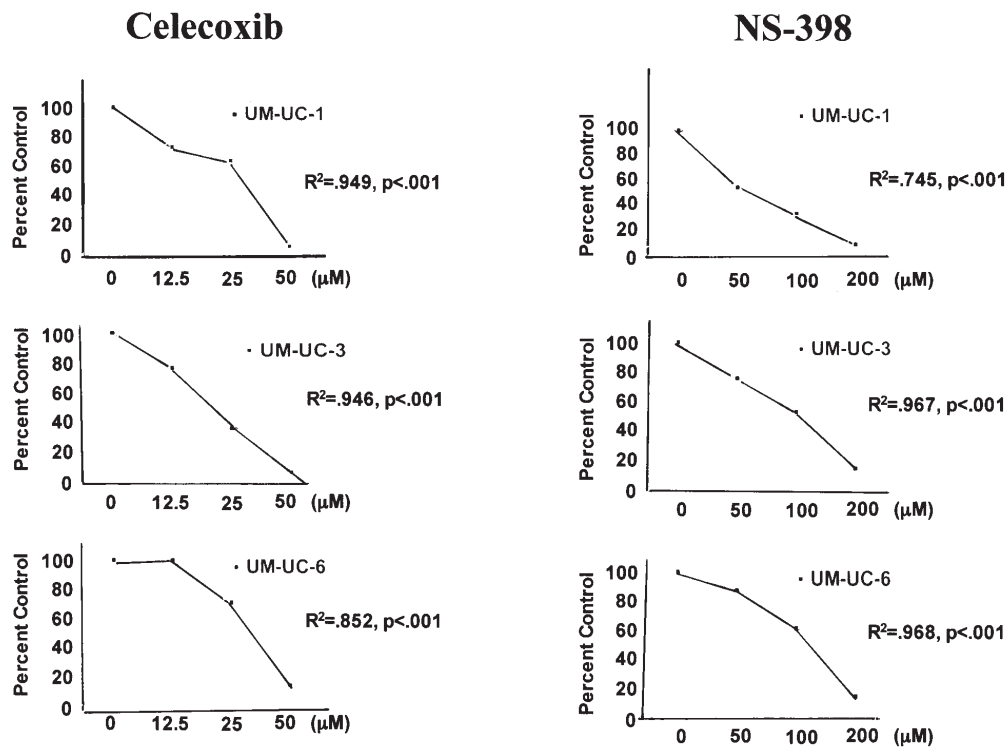 Celecoxib
Percent Control
100
80
60
40
20
0
UM-UC-1
R²=.949, p<.001
0 12.5 25 50 (µM)
Percent Control
100
80
60
40
20
0
UM-UC-3
R²=.946, p<.001
0 12.5 25 50 (µM)
Percent Control
100
80
60
40
20
0
UM-UC-6
R²=.852, p<.001
0 12.5 25 50 (µM)
NS-398
Percent Control
100
80
60
40
20
0
UM-UC-1
R²=.745, p<.001
0 50 100 200 (µM)
Percent Control
100
80
60
40
20
0
UM-UC-3
R²=.967, p<.001
0 50 100 200 (µM)
Percent Control
100
80
60
40
20
0
UM-UC-6
R²=.968, p<.001
0 50 100 200 (µM)